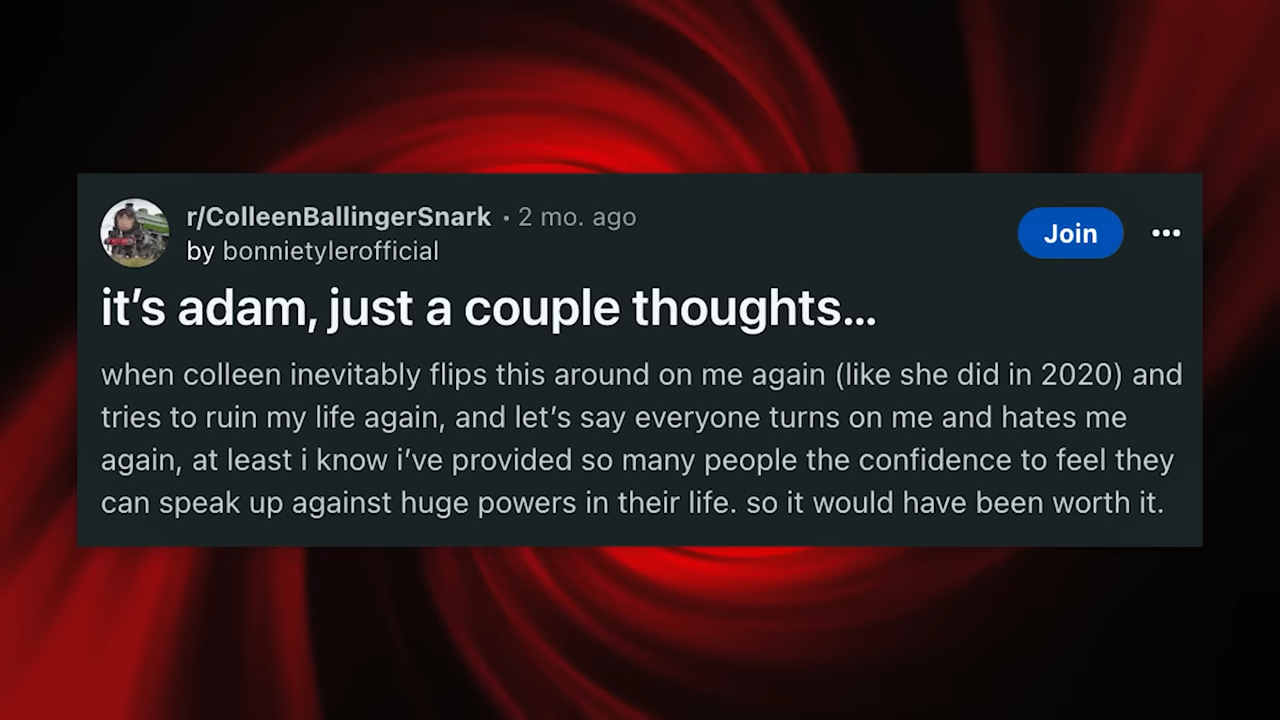 r/ColleenBallingerSnark • 2 mo. ago
by bonnietylerofficial
Join
it’s adam, just a couple thoughts...
when colleen inevitably flips this around on me again (like she did in 2020) and
tries to ruin my life again, and let’s say everyone turns on me and hates me
again, at least i know i’ve provided so many people the confidence to feel they
can speak up against huge powers in their life. so it would have been worth it.